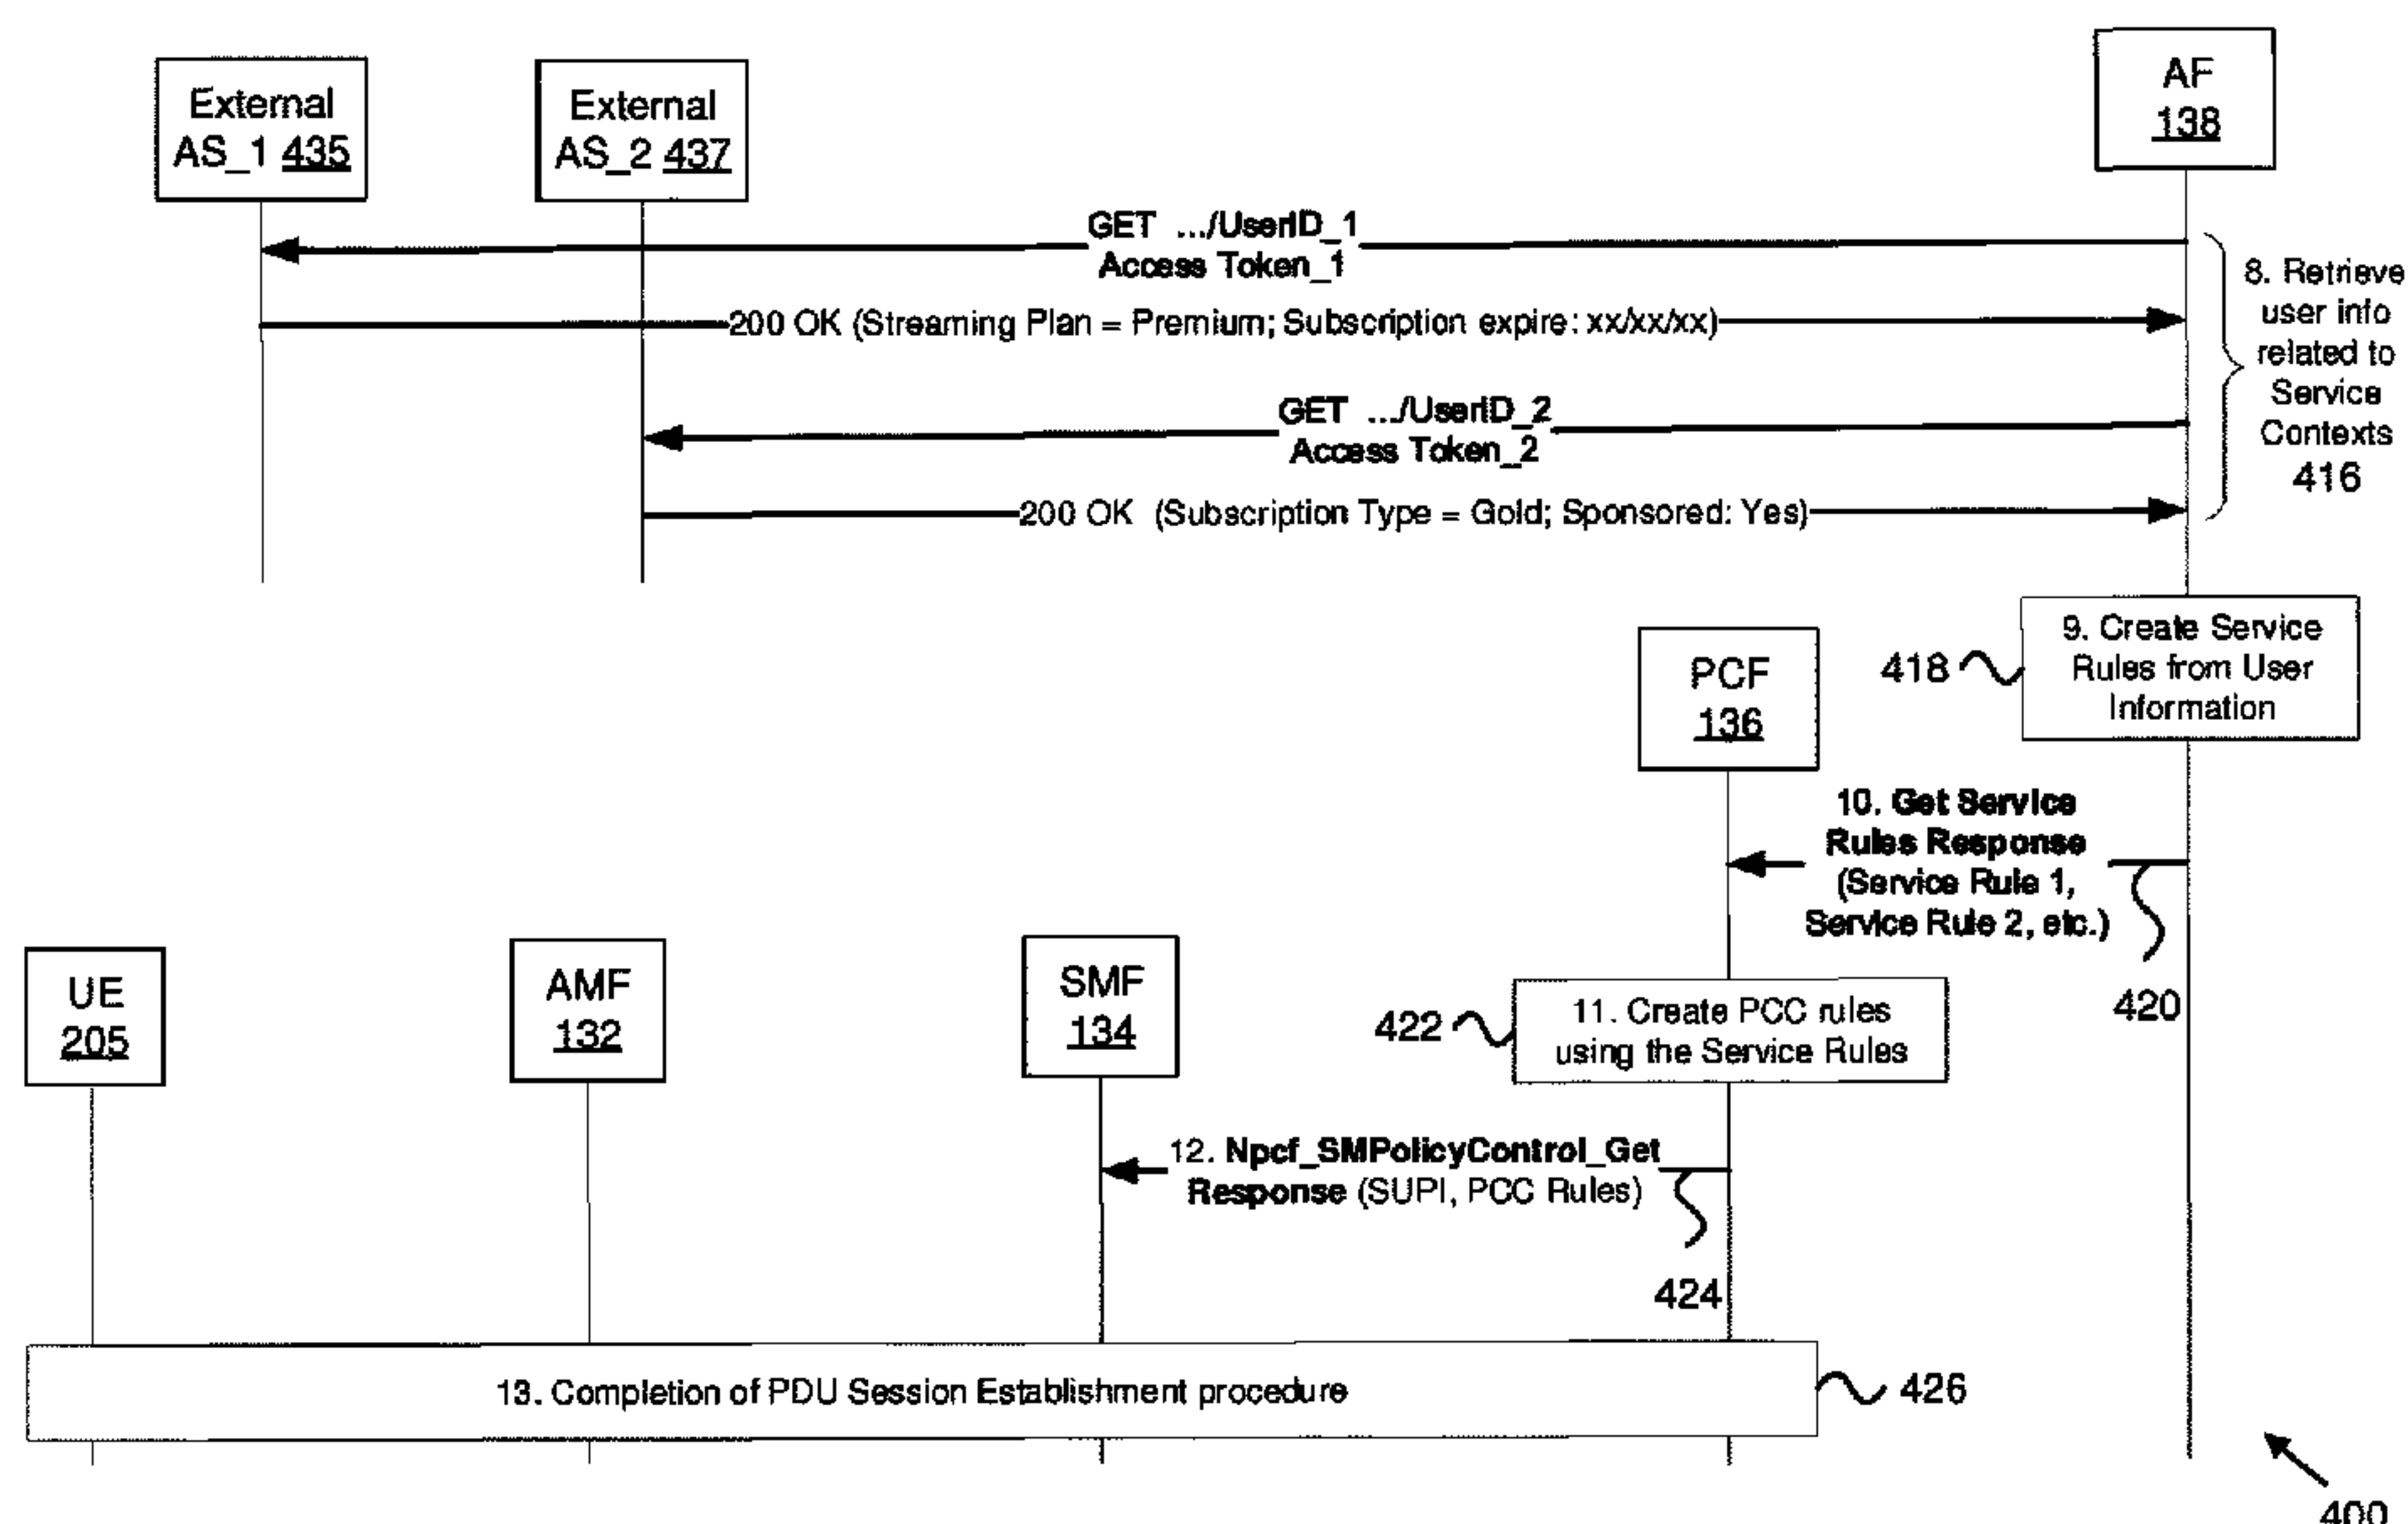 External
AS_1 435
External
AS_2 437
AF
138
GET .../UserID_1
Access Token_1
200 OK (Streaming Plan = Premium; Subscription expire: xx/xx/xx)
GET .../UserID_2
Access Token_2
200 OK (Subscription Type = Gold; Sponsored: Yes)
8. Retrieve
user info
related to
Service
Contexts
416
9. Create Service
Rules from User
Information
418
PCF
136
10. Get Service
Rules Response
(Service Rule 1,
Service Rule 2, etc.)
420
UE
205
AMF
132
SMF
134
422
11. Create PCC rules
using the Service Rules
12. Npcf_SMPolicyControl_Get
Response (SUPI, PCC Rules)
424
13. Completion of PDU Session Establishment procedure
426
400